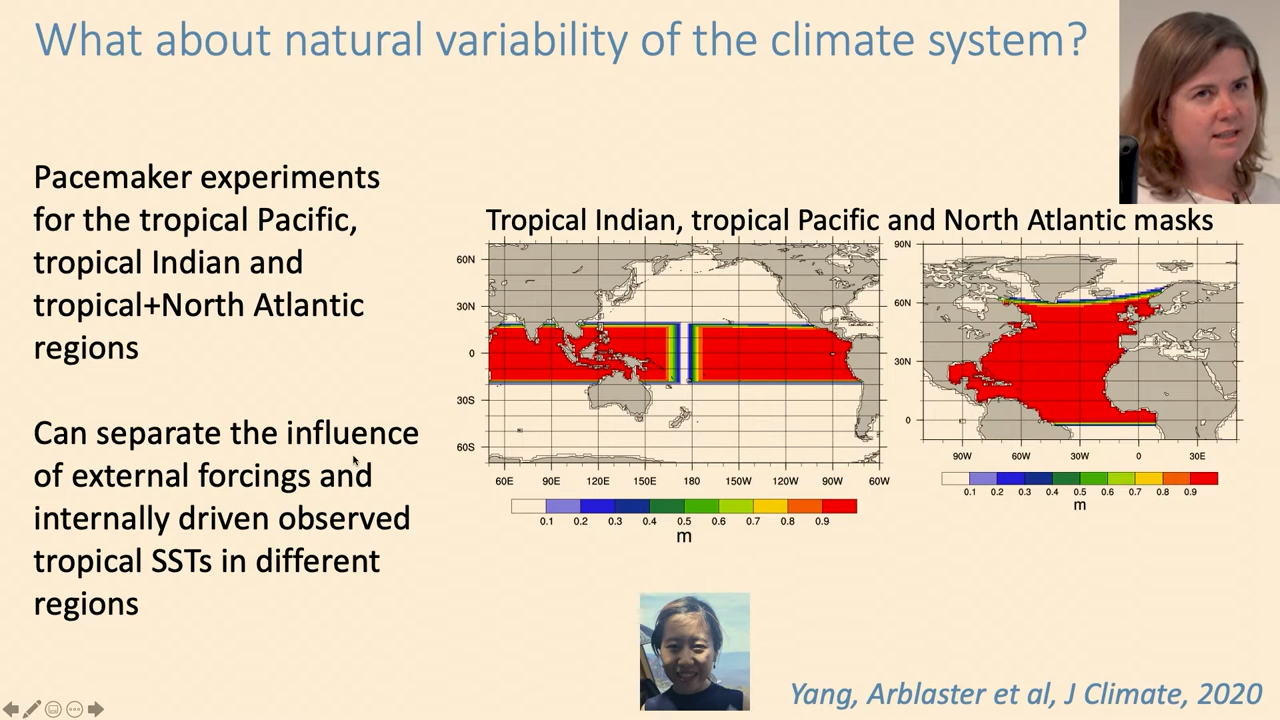 What about natural variability of the climate system?
Pacemaker experiments
for the tropical Pacific,
tropical Indian and
tropical+North Atlantic
regions
Can separate the influence
of external forcings and
internally driven observed
tropical SSTs in different
regions
Tropical Indian, tropical Pacific and North Atlantic masks
60N
30N
0
30S
60S
60E 90E 120E 150E 180 150W 120W 90W 60W
0.1 0.2 0.3 0.4 0.5 0.6 0.7 0.8 0.9
m
90N
60N
30N
0
90W 60W 30W 0 30E
0.1 0.2 0.3 0.4 0.5 0.6 0.7 0.8 0.9
m
Yang, Arblaster et al, J Climate, 2020